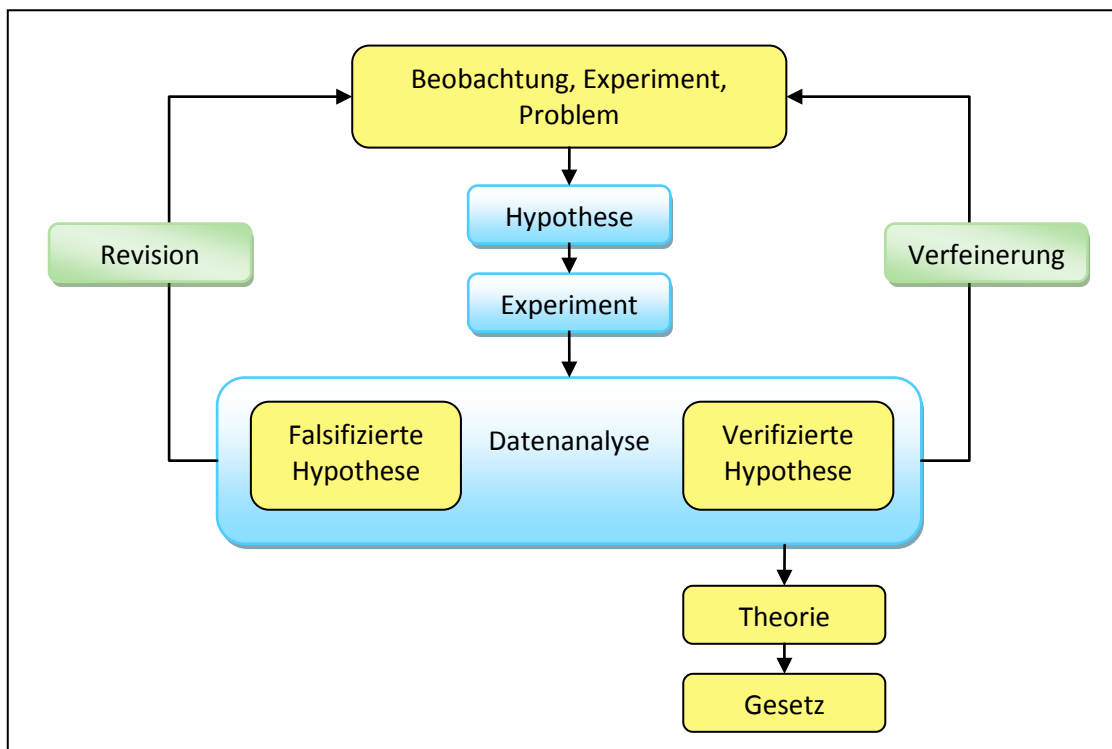 Beobachtung, Experiment,
Problem
Hypothese
Revision
Verfeinerung
Experiment
Falsifizierte
Hypothese
Datenanalyse
Verifizierte
Hypothese
Theorie
Gesetz